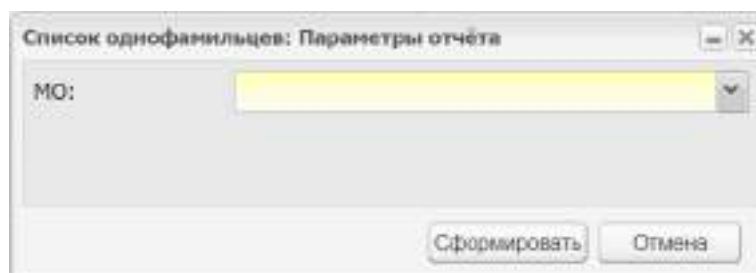 Список однофамильцев: Параметры отчёта
МО:
Сформировать Отмена